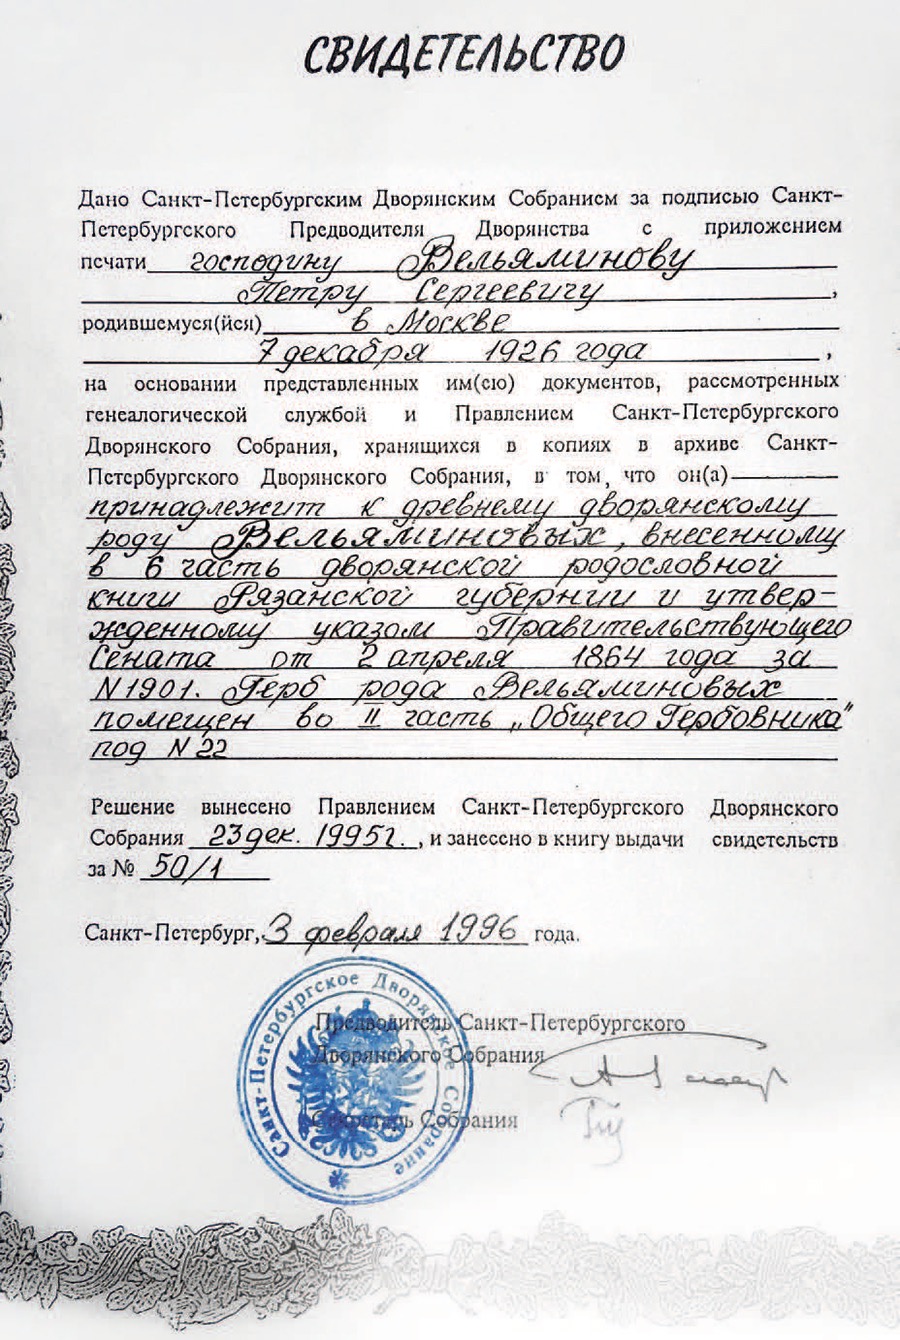 СВИДЕТЕЛЬСТВО
Дано Санкт-Петербургским Дворянским Собранием за подписью Санкт-
Петербургского Предводителя Дворянства с приложением
печати господину Вельяминову
Петру Сергеевичу,
родившемуся(йся) в Москве
7 декабря 1926 года,
на основании представленных им(ею) документов, рассмотренных
генеалогической службой и Правлением Санкт-Петербургского
Дворянского Собрания, хранящихся в копиях в архиве Санкт-
Петербургского Дворянского Собрания, в том, что он(а)
принадлежит к древнему дворянскому
роду Вельяминовых, внесенному
в 6 часть дворянской родословной
книги Рязанской губернии и утвер-
жденному указом Правительствующего
Сената от 2 апреля 1864 года за
N1901. Герб рода Вельяминовых
помещен во II часть „Общего Гербовника"
под N 22
Решение вынесено Правлением Санкт-Петербургского Дворянского
Собрания 23 дек. 1995г., и занесено в книгу выдачи свидетельств
за № 50/1
Санкт-Петербург, 3 февраля 1996 года.
Предводитель Санкт-Петербургского
Дворянского Собрания
Секретарь Собрания
Санкт-Петербургское Дворянское Собрание